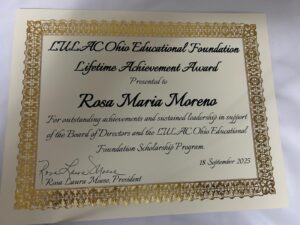 LULAC Ohio Educational Foundation
Lifetime Achievement Award
Presented to
Rosa Maria Moreno
For outstanding achievements and sustained leadership in support
of the Board of Directors and the LULAC Ohio Educational
Foundation Scholarship Program.
18 September 2025
Rosa Laura
Rosa Laura, President